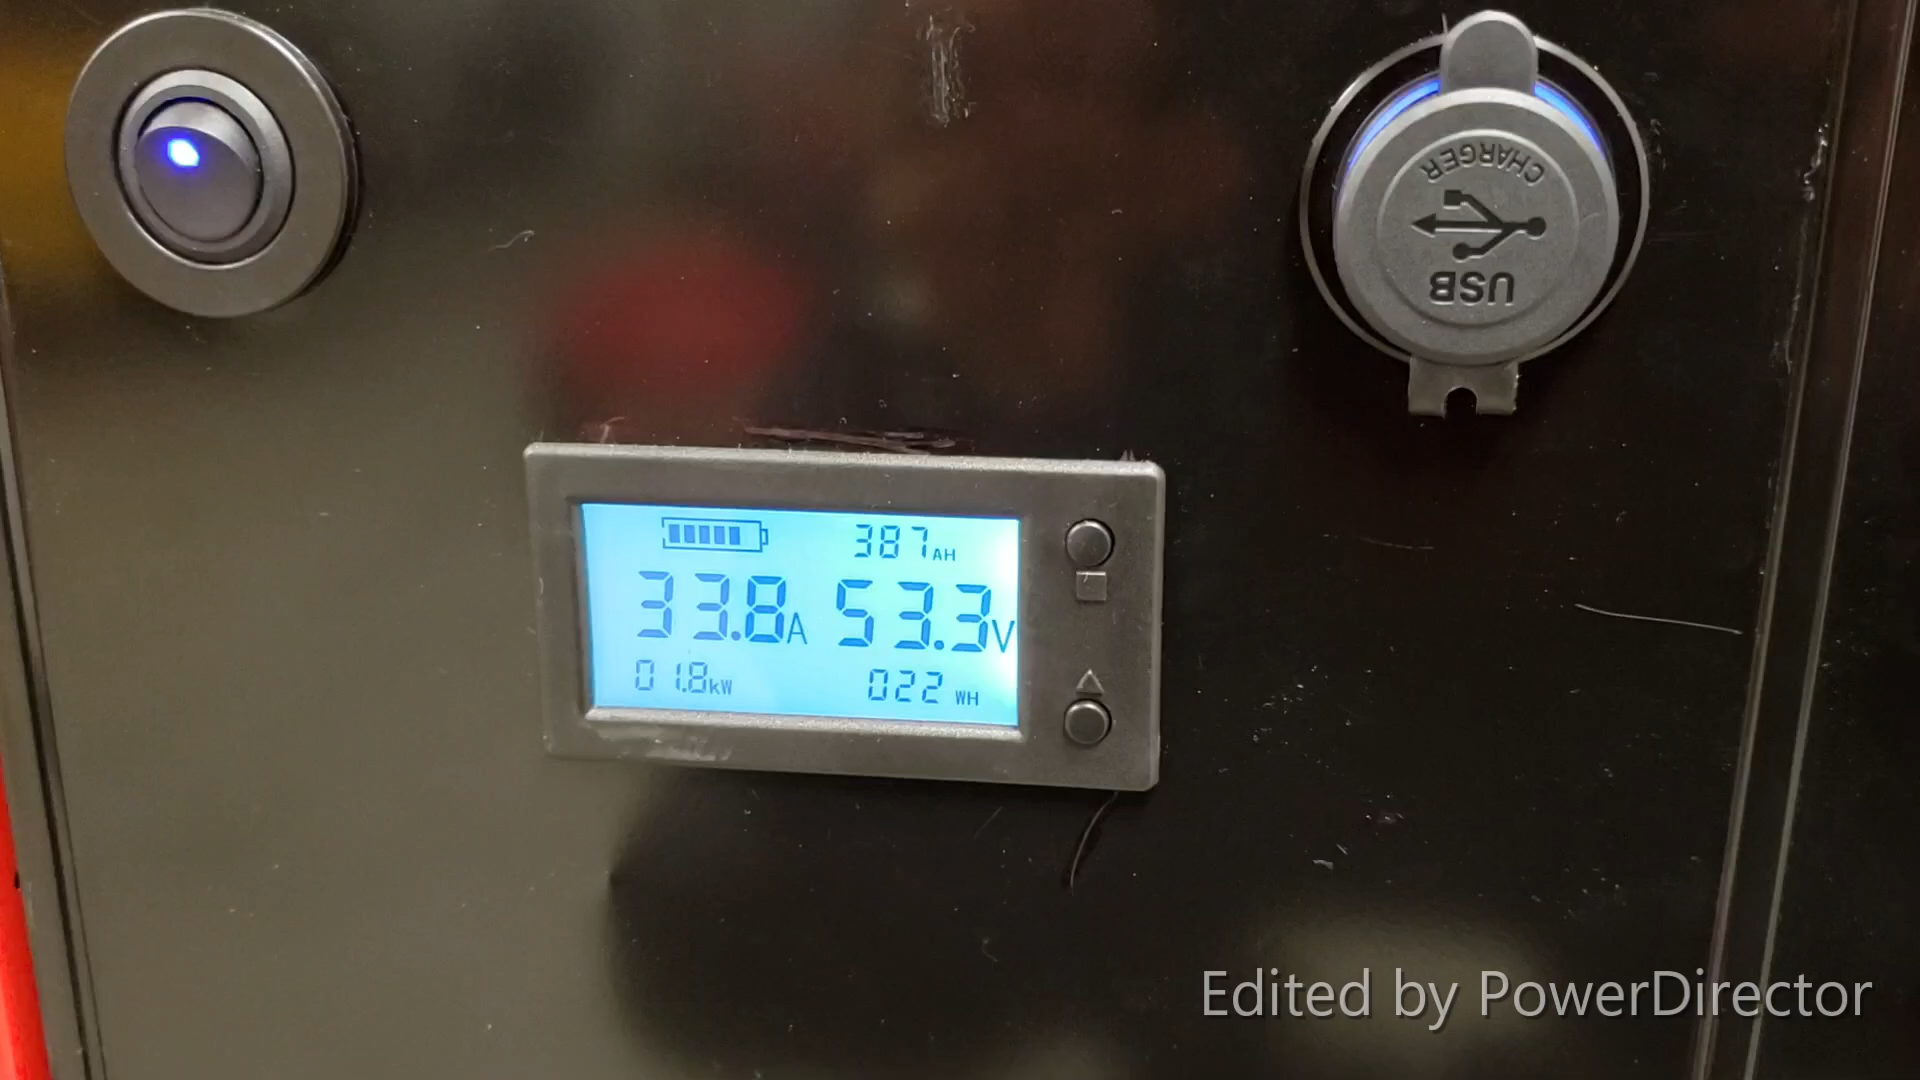 CHARGER
USB
387AH
33.8A 53.3V
01.8kW 022 WH
Edited by PowerDirector